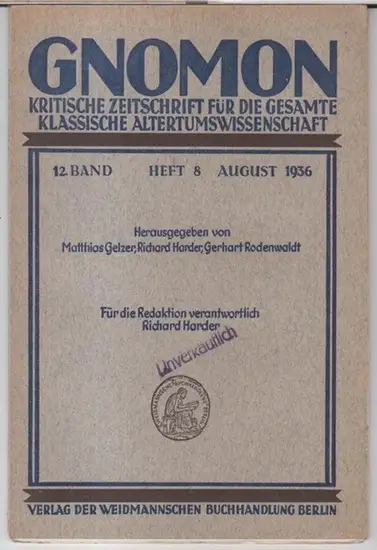 GNOMON
KRITISCHE ZEITSCHRIFT FÜR DIE GESAMTE
KLASSISCHE ALTERTUMSWISSENSCHAFT
12. BAND HEFT 8 AUGUST 1936
Herausgegeben von
Matthias Gelzer, Richard Harder, Gerhart Rodenwaldt
Für die Redaktion verantwortlich
Richard Harder
Unverkäuflich
VERLAG DER WEIDMANNSCHEN BUCHHANDLUNG BERLIN